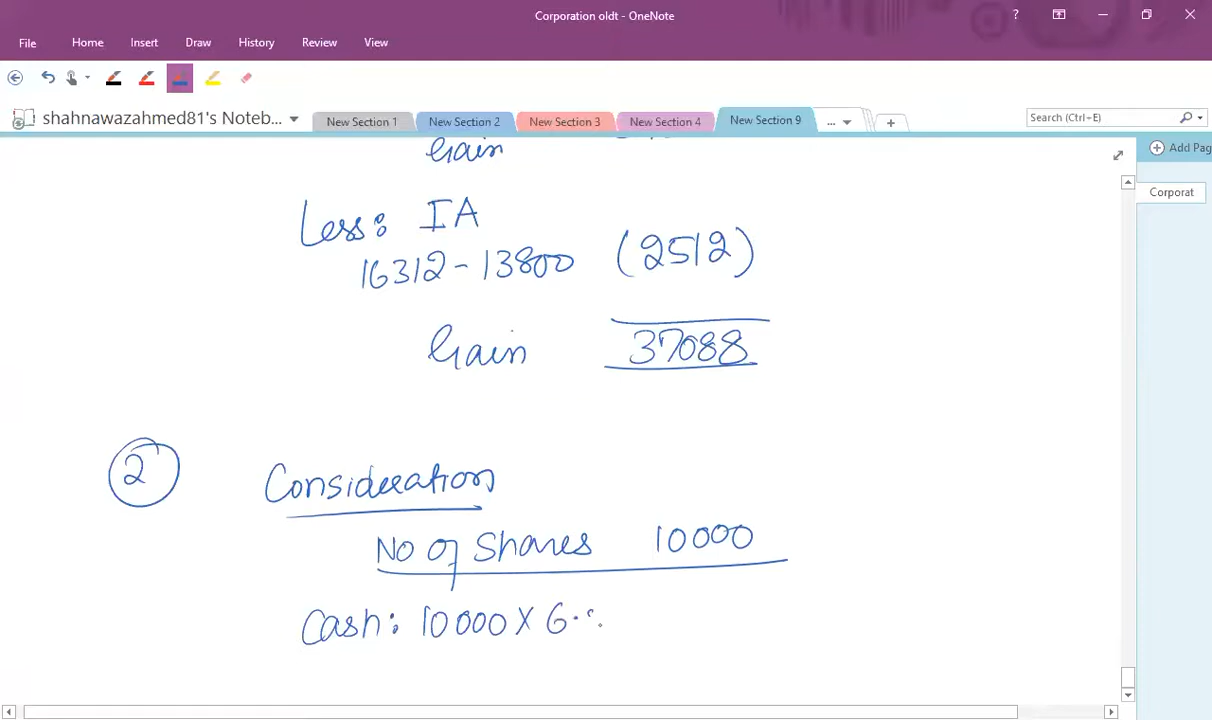 Corporation oldt - OneNote
?
File Home Insert Draw History Review View
shahnawazahmed81's Noteb... New Section 1 New Section 2 New Section 3 New Section 4 New Section 9 ... + Search (Ctrl+E)
Add Pag
Corporat
Gain
Less: IA
16312-13800 (2512)
Gain 37088
2 Consideration
No of Shares 10000
Cash: 10000 X 6.